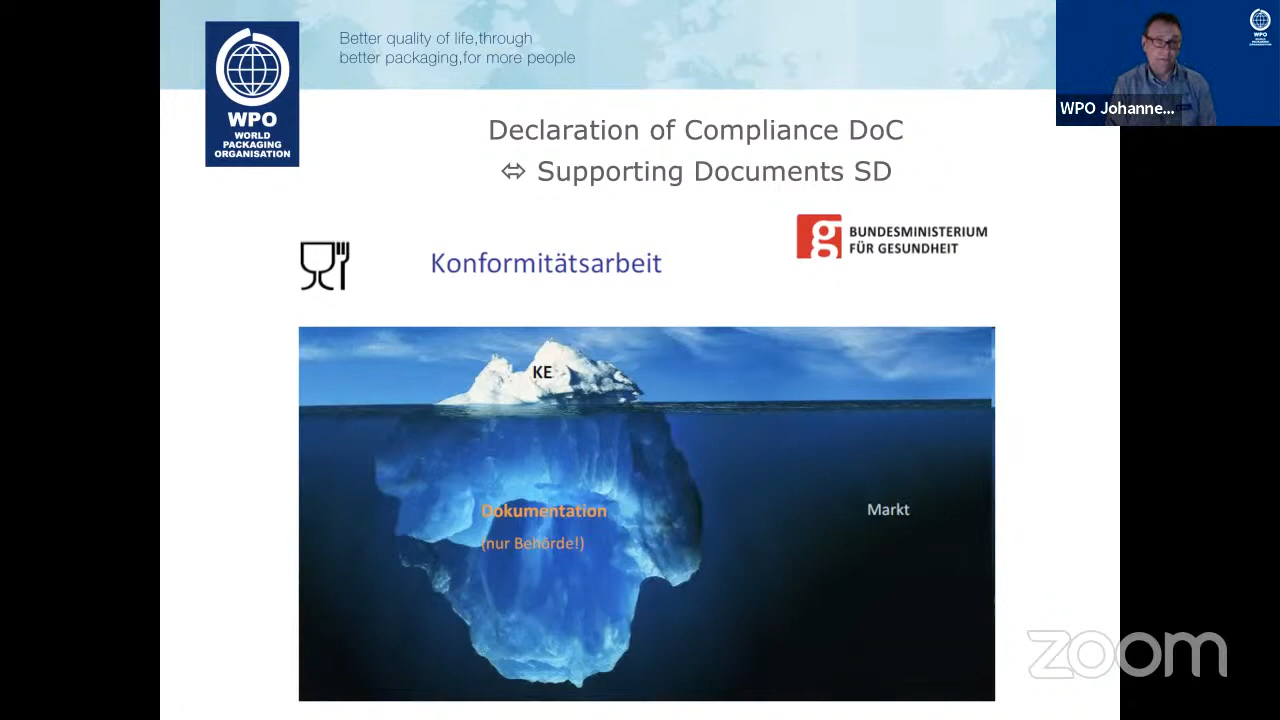 Better quality of life,through
better packaging,for more people
WPO
WORLD
PACKAGING
ORGANISATION
WPO
WPO Johanne...
Declaration of Compliance DoC
⬄ Supporting Documents SD
Konformitätsarbeit
BUNDESMINISTERIUM
FÜR GESUNDHEIT
KE
Dokumentation
(nur Behörde!)
Markt
zoom